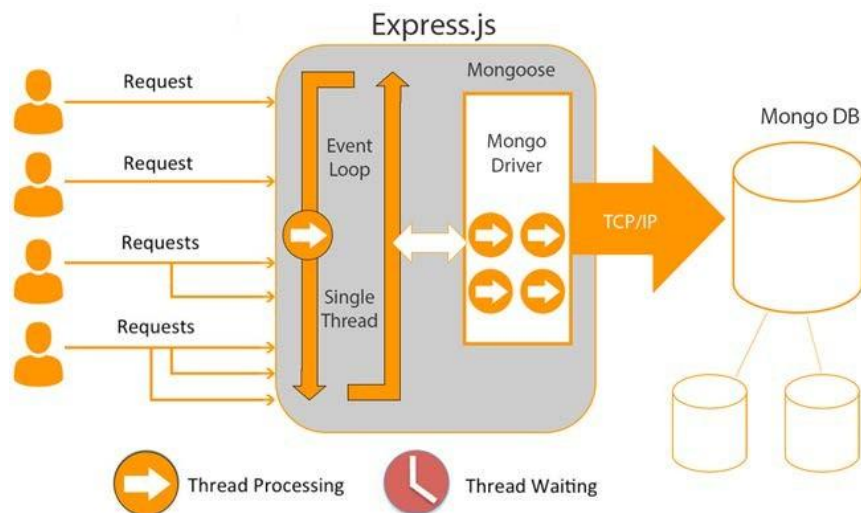 Express.js
Request
Mongoose
Mongo DB
Event
Loop
Mongo
Driver
Request
TCP/IP
Requests
Single
Thread
Requests
Thread Processing
Thread Waiting